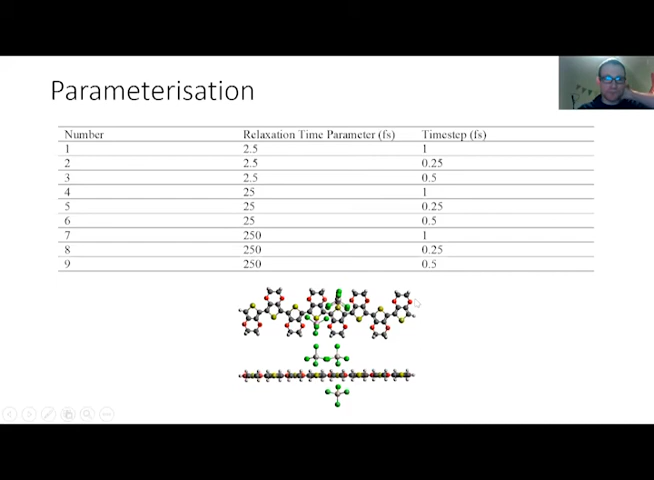 Parameterisation
Number Relaxation Time Parameter (fs) Timestep (fs)
1 2.5 1
2 2.5 0.25
3 2.5 0.5
4 25 1
5 25 0.25
6 25 0.5
7 250 1
8 250 0.25
9 250 0.5